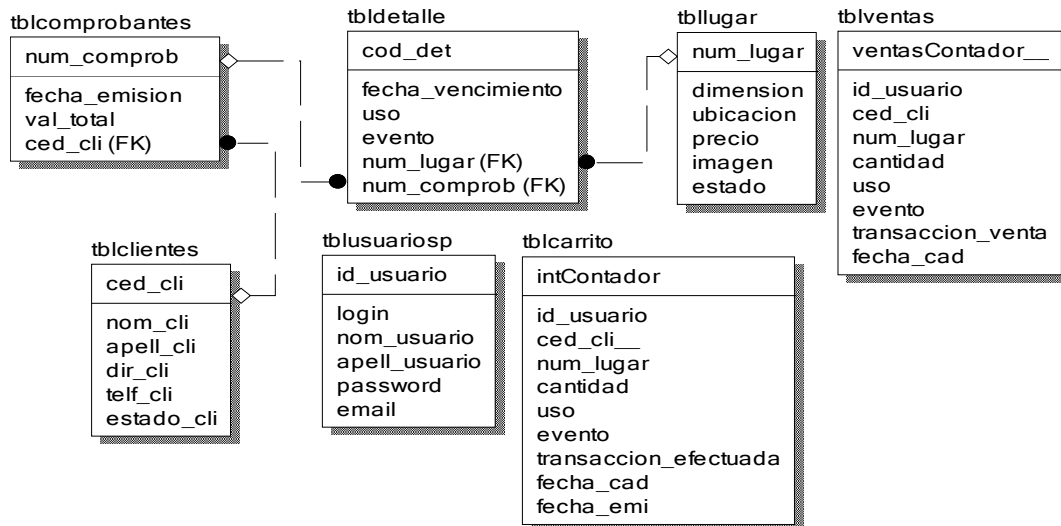 tblcomprobantes
num_comprob
fecha_emision
val_total
ced_cli (FK)
tbldetalle
cod_det
fecha_vencimiento
uso
evento
num_lugar (FK)
num_comprob (FK)
tbllugar
num_lugar
dimension
ubicacion
precio
imagen
estado
tblventas
ventasContador__
id_usuario
ced_cli
num_lugar
cantidad
uso
evento
transaccion_venta
fecha_cad
tblclientes
ced_cli
nom_cli
apell_cli
dir_cli
telf_cli
estado_cli
tblusuariosp
id_usuario
login
nom_usuario
apell_usuario
password
email
tblcarrito
intContador
id_usuario
ced_cli__
num_lugar
cantidad
uso
evento
transaccion_efectuada
fecha_cad
fecha_emi